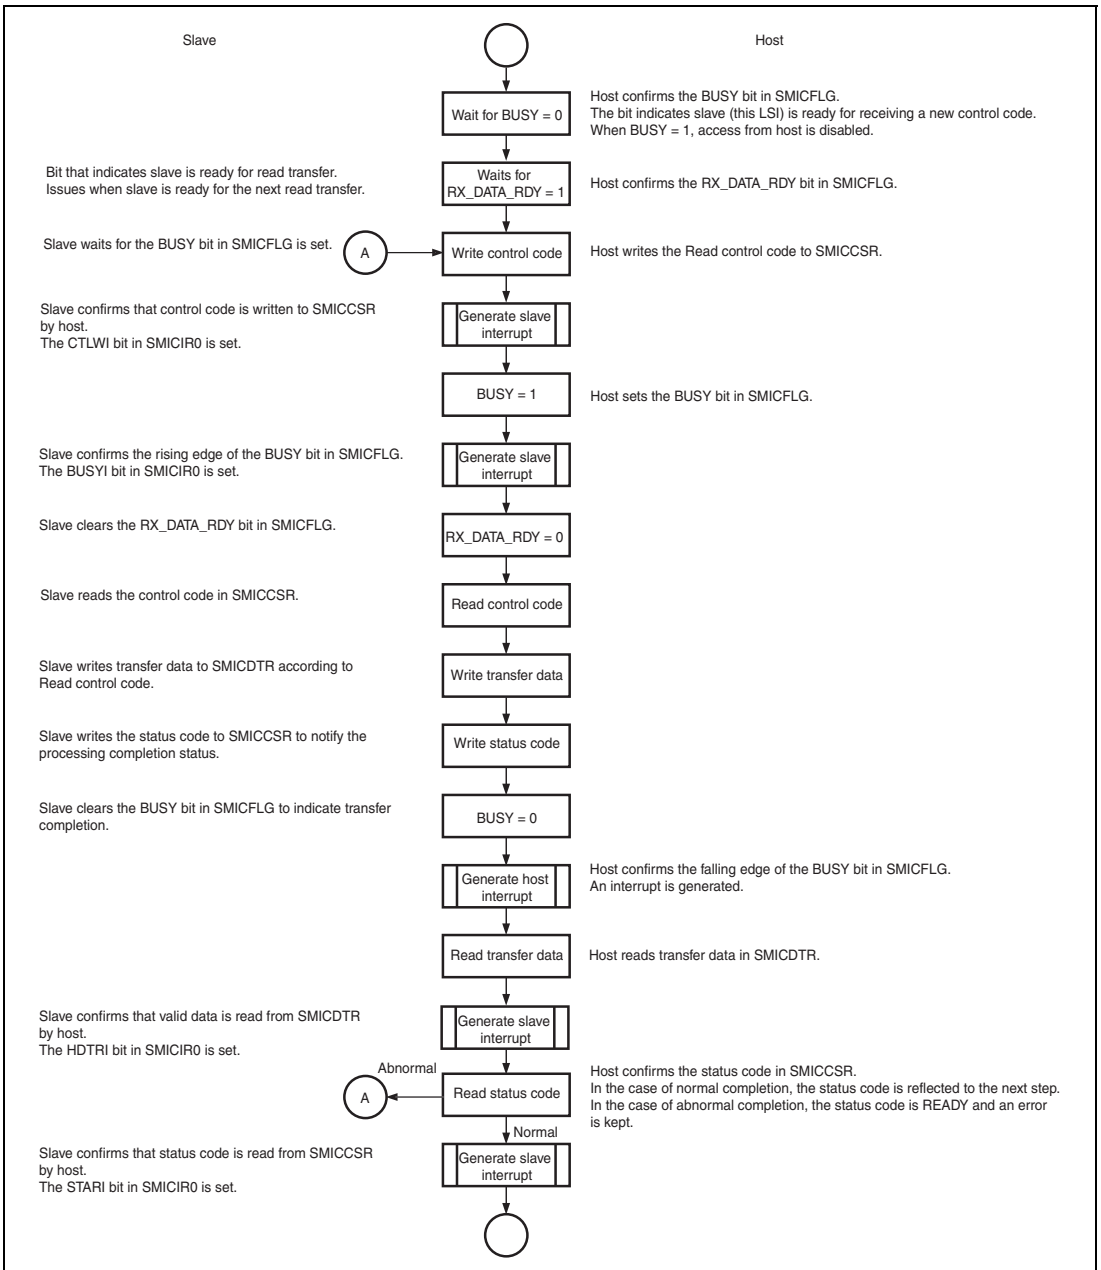 Slave
Host
Wait for BUSY = 0
Host confirms the BUSY bit in SMICFLG.
The bit indicates slave (this LSI) is ready for receiving a new control code.
When BUSY = 1, access from host is disabled.
Bit that indicates slave is ready for read transfer.
Issues when slave is ready for the next read transfer.
Waits for
RX_DATA_RDY = 1
Host confirms the RX_DATA_RDY bit in SMICFLG.
Slave waits for the BUSY bit in SMICFLG is set.
A
Write control code
Host writes the Read control code to SMICCSR.
Slave confirms that control code is written to SMICCSR
by host.
The CTLWI bit in SMICIR0 is set.
Generate slave
interrupt
BUSY = 1
Host sets the BUSY bit in SMICFLG.
Slave confirms the rising edge of the BUSY bit in SMICFLG.
The BUSYI bit in SMICIR0 is set.
Generate slave
interrupt
Slave clears the RX_DATA_RDY bit in SMICFLG.
RX_DATA_RDY = 0
Slave reads the control code in SMICCSR.
Read control code
Slave writes transfer data to SMICDTR according to
Read control code.
Write transfer data
Slave writes the status code to SMICCSR to notify the
processing completion status.
Write status code
Slave clears the BUSY bit in SMICFLG to indicate transfer
completion.
BUSY = 0
Generate host
interrupt
Host confirms the falling edge of the BUSY bit in SMICFLG.
An interrupt is generated.
Read transfer data
Host reads transfer data in SMICDTR.
Slave confirms that valid data is read from SMICDTR
by host.
The HDTRI bit in SMICIR0 is set.
Generate slave
interrupt
Abnormal
A
Read status code
Host confirms the status code in SMICCSR.
In the case of normal completion, the status code is reflected to the next step.
In the case of abnormal completion, the status code is READY and an error
is kept.
Normal
Slave confirms that status code is read from SMICCSR
by host.
The STARI bit in SMICIR0 is set.
Generate slave
interrupt